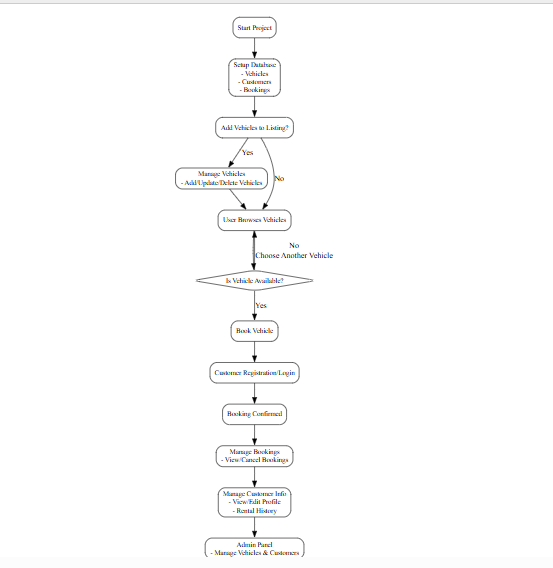 Start Project
Setup Database
- Vehicles
- Customers
- Bookings
Add Vehicles to Listing?
Yes
Manage Vehicles
- Add/Update/Delete Vehicles
No
User Browses Vehicles
No
Choose Another Vehicle
Is Vehicle Available?
Yes
Book Vehicle
Customer Registration/Login
Booking Confirmed
Manage Bookings
- View/Cancel Bookings
Manage Customer Info
- View/Edit Profile
- Rental History
Admin Panel
- Manage Vehicles & Customers